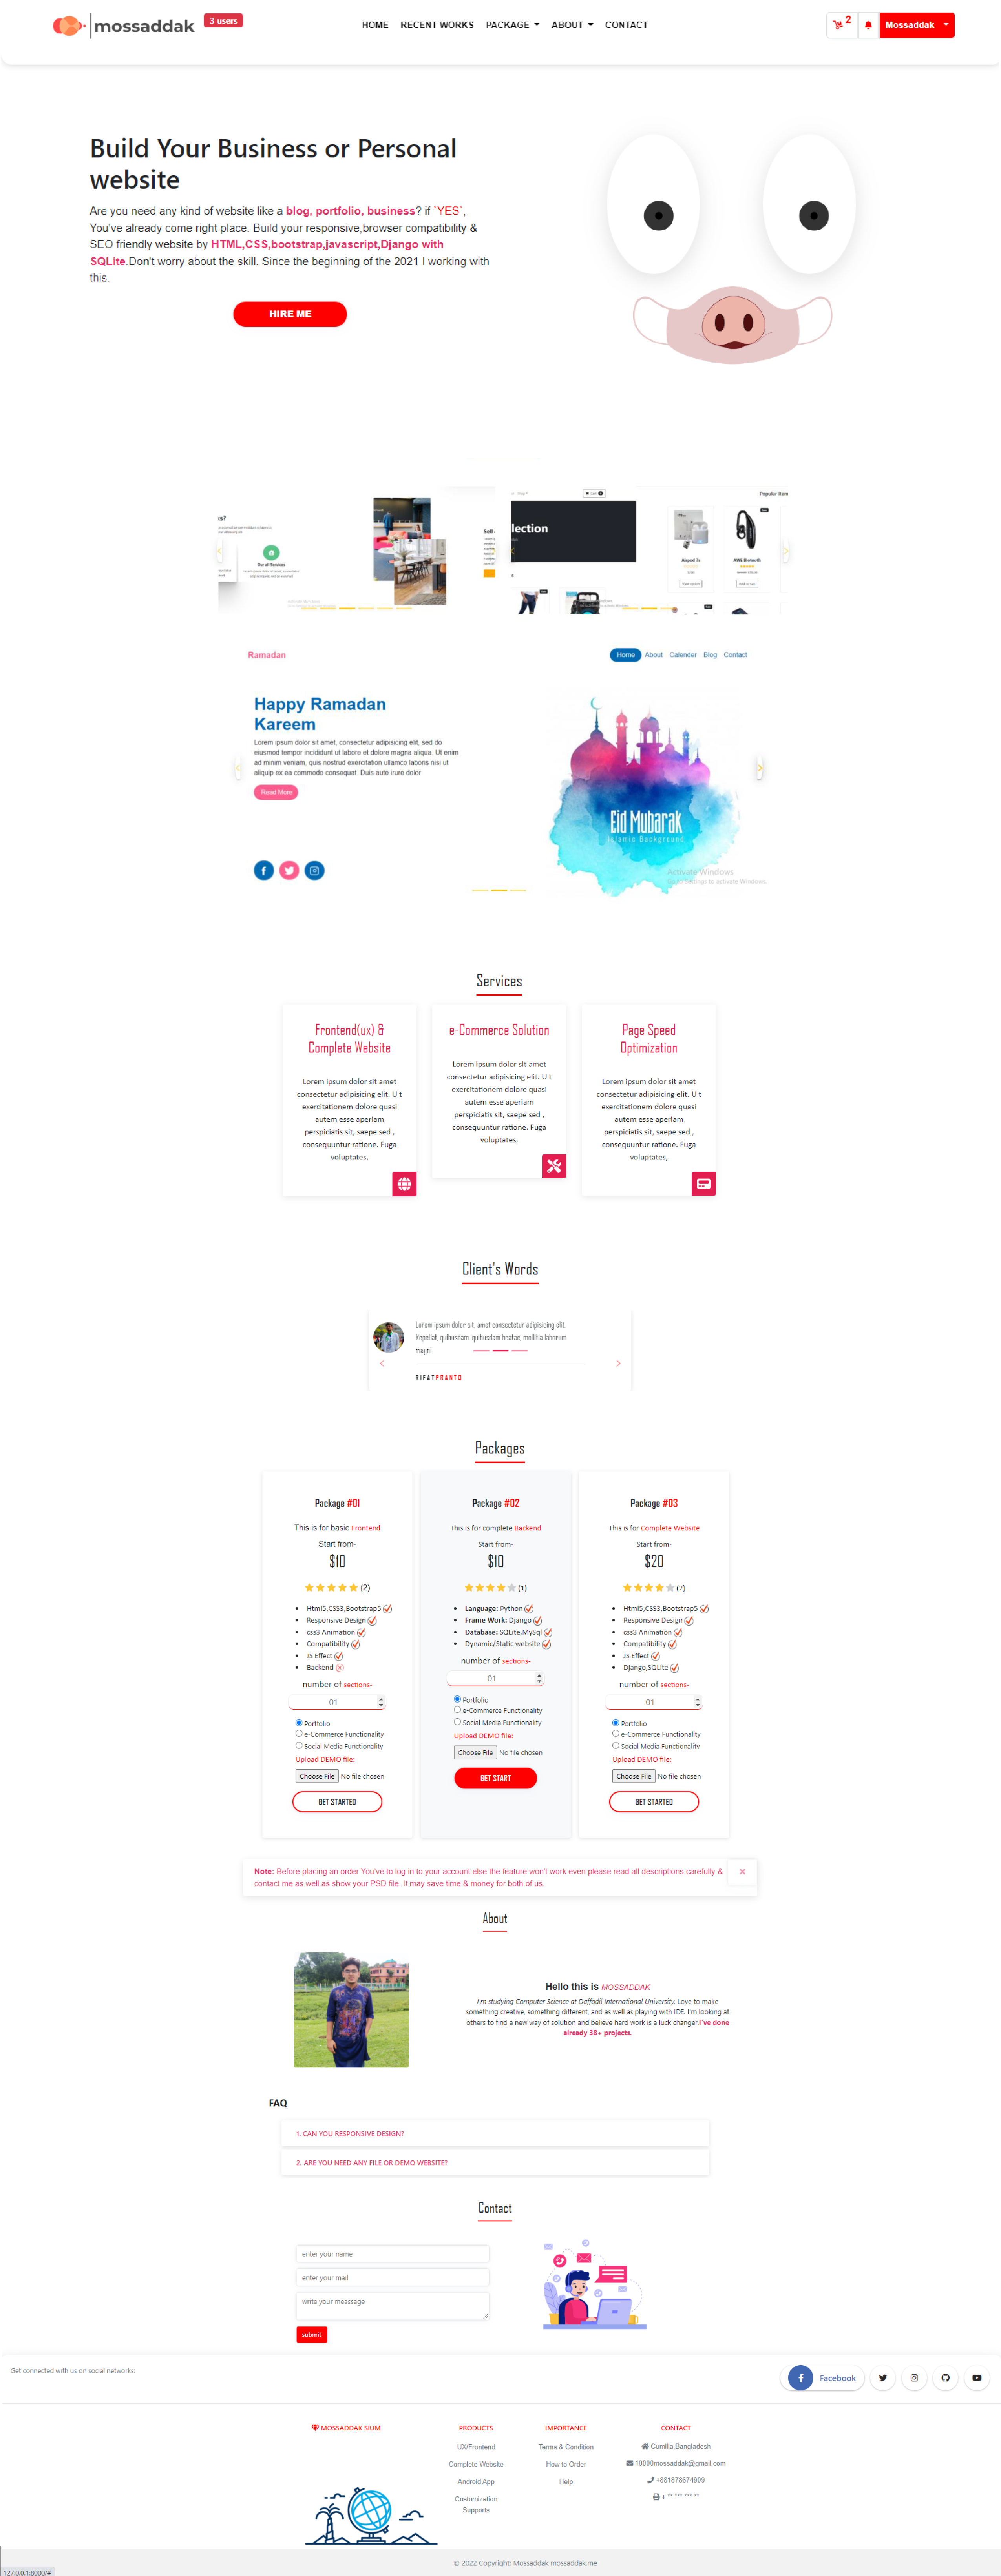 mossaddak
3 users
HOME RECENT WORKS PACKAGE ABOUT CONTACT
2
Mossaddak
Build Your Business or Personal
website
Are you need any kind of website like a blog, portfolio, business? if `YES`,
You've already come right place. Build your responsive,browser compatibility &
SEO friendly website by HTML,CSS,bootstrap,javascript,Django with
SQLite.Don't worry about the skill. Since the beginning of the 2021 I working with
this.
HIRE ME
s?
Our all Services
Sell
lection
Popular Item
Ramadan
Home About Calender Blog Contact
Happy Ramadan
Kareem
Lorem ipsum dolor sit amet, consectetur adipisicing elit, sed do
eiusmod tempor incididunt ut labore et dolore magna aliqua. Ut enim
ad minim veniam, quis nostrud exercitation ullamco laboris nisi ut
aliquip ex ea commodo consequat. Duis aute irure dolor
Read More
Eid Mubarak
Islamic Background
Activate Windows
Go to Settings to activate Windows.
Services
Frontend(ux) &
Complete Website
Lorem ipsum dolor sit amet
consectetur adipisicing elit. U t
exercitationem dolore quasi
autem esse aperiam
perspiciatis sit, saepe sed ,
consequuntur ratione. Fuga
voluptates,
e-Commerce Solution
Lorem ipsum dolor sit amet
consectetur adipisicing elit. U t
exercitationem dolore quasi
autem esse aperiam
perspiciatis sit, saepe sed ,
consequuntur ratione. Fuga
voluptates,
Page Speed
Optimization
Lorem ipsum dolor sit amet
consectetur adipisicing elit. U t
exercitationem dolore quasi
autem esse aperiam
perspiciatis sit, saepe sed ,
consequuntur ratione. Fuga
voluptates,
Client's Words
Lorem ipsum dolor sit, amet consectetur adipisicing elit.
Repellat, quibusdam, quibusdam beatae, mollitia laborum
magni.
RIFATPRANTO
Packages
Package #01
This is for basic Frontend
Start from-
$10
(2)
Html5,CSS3,Bootstrap5
Responsive Design
css3 Animation
Compatibility
JS Effect
Backend
number of sections-
01
Portfolio
e-Commerce Functionality
Social Media Functionality
Upload DEMO file:
Choose File No file chosen
GET STARTED
Package #02
This is for complete Backend
Start from-
$10
(1)
Language: Python
Frame Work: Django
Database: SQLite,MySql
Dynamic/Static website
number of sections-
01
Portfolio
e-Commerce Functionality
Social Media Functionality
Upload DEMO file:
Choose File No file chosen
GET START
Package #03
This is for Complete Website
Start from-
$20
(2)
Html5,CSS3,Bootstrap5
Responsive Design
css3 Animation
Compatibility
JS Effect
Django,SQLite
number of sections-
01
Portfolio
e-Commerce Functionality
Social Media Functionality
Upload DEMO file:
Choose File No file chosen
GET STARTED
Note: Before placing an order You've to log in to your account else the feature won't work even please read all descriptions carefully &
contact me as well as show your PSD file. It may save time & money for both of us.
About
Hello this is MOSSADDAK
I'm studying Computer Science at Daffodil International University. Love to make
something creative, something different, and as well as playing with IDE. I'm looking at
others to find a new way of solution and believe hard work is a luck changer.I've done
already 38+ projects.
FAQ
1. CAN YOU RESPONSIVE DESIGN?
2. ARE YOU NEED ANY FILE OR DEMO WEBSITE?
Contact
enter your name
enter your mail
write your meassage
submit
Get connected with us on social networks:
Facebook
MOSSADDAK SIUM
PRODUCTS
UX/Frontend
Complete Website
Android App
Customization
Supports
IMPORTANCE
Terms & Condition
How to Order
Help
CONTACT
Cumilla,Bangladesh
10000mossaddak@gmail.com
+881878674909
+ ** *** *** **
© 2022 Copyright: Mossaddak mossaddak.me
127.0.0.1:8000/#